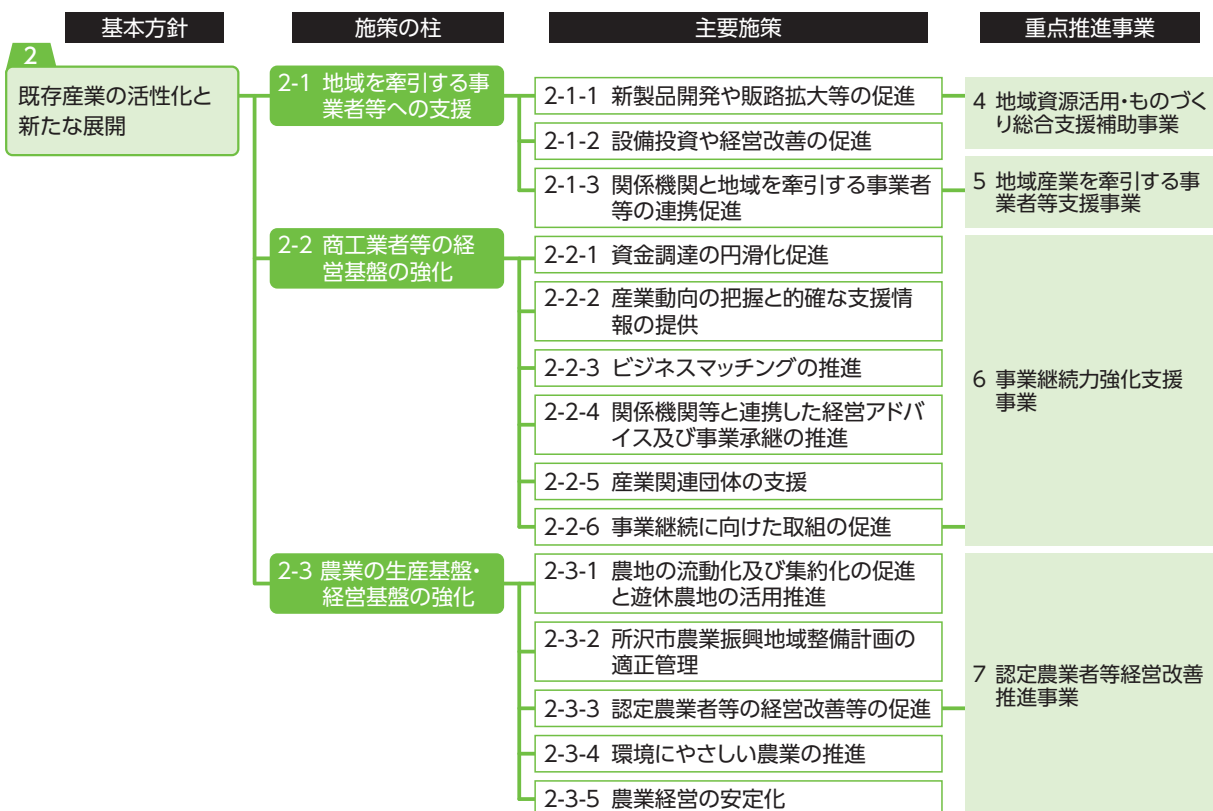 基本方針
施策の柱
主要施策
重点推進事業
2
既存産業の活性化と
新たな展開
2-1 地域を牽引する事
業者等への支援
2-1-1 新製品開発や販路拡大等の促進
2-1-2 設備投資や経営改善の促進
2-1-3 関係機関と地域を牽引する事業者
等の連携促進
4 地域資源活用・ものづく
り総合支援補助事業
5 地域産業を牽引する事
業者等支援事業
2-2 商工業者等の経
営基盤の強化
2-2-1 資金調達の円滑化促進
2-2-2 産業動向の把握と的確な支援情
報の提供
2-2-3 ビジネスマッチングの推進
2-2-4 関係機関等と連携した経営アドバ
イス及び事業承継の推進
2-2-5 産業関連団体の支援
2-2-6 事業継続に向けた取組の促進
6 事業継続力強化支援
事業
2-3 農業の生産基盤・
経営基盤の強化
2-3-1 農地の流動化及び集約化の促進
と遊休農地の活用推進
2-3-2 所沢市農業振興地域整備計画の
適正管理
2-3-3 認定農業者等の経営改善等の促進
2-3-4 環境にやさしい農業の推進
2-3-5 農業経営の安定化
7 認定農業者等経営改善
推進事業